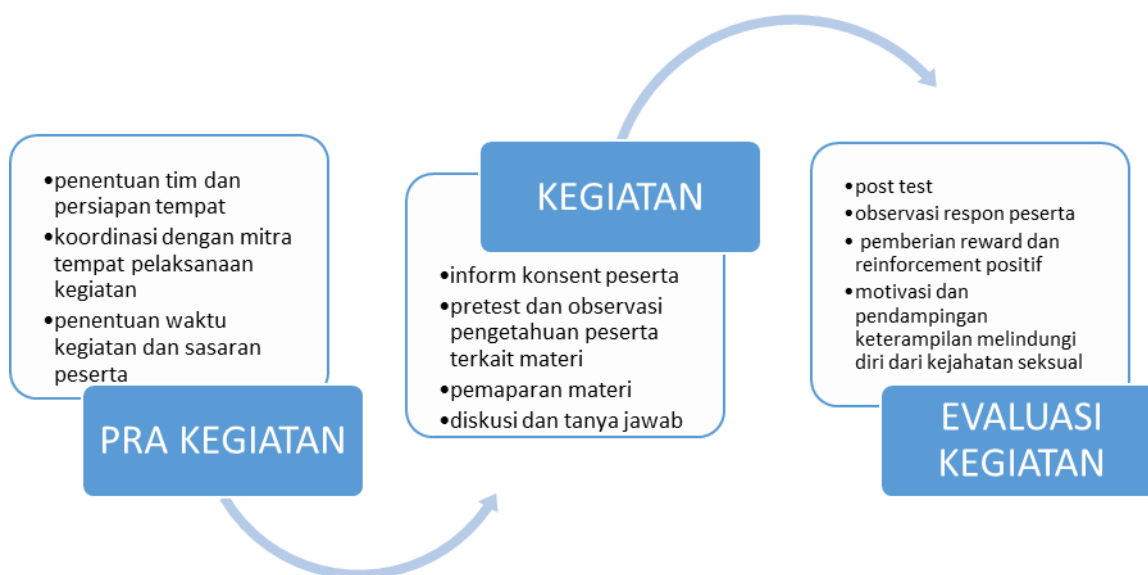 •penentuan tim dan
persiapan tempat
•koordinasi dengan mitra
tempat pelaksanaan
kegiatan
•penentuan waktu
kegiatan dan sasaran
peserta
PRA KEGIATAN
KEGIATAN
•inform konsent peserta
•pretest dan observasi
pengetahuan peserta
terkait materi
•pemaparan materi
•diskusi dan tanya jawab
•post test
•observasi respon peserta
• pemberian reward dan
reinforcement positif
•motivasi dan
pendampingan
keterampilan melindungi
diri dari kejahatan seksual
EVALUASI
KEGIATAN